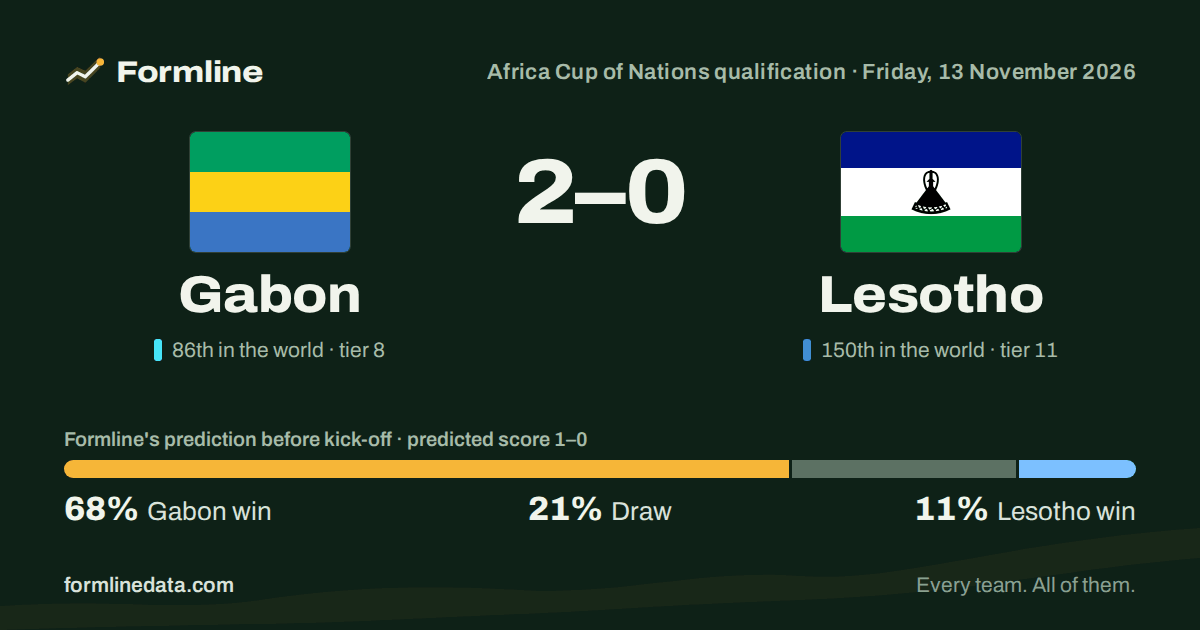 Formline
Africa Cup of Nations qualification · Friday, 13 November 2026
2–0
Gabon
Lesotho
86th in the world · tier 8
150th in the world · tier 11
Formline's prediction before kick-off · predicted score 1–0
68% Gabon win
21% Draw
11% Lesotho win
formlinedata.com
Every team. All of them.